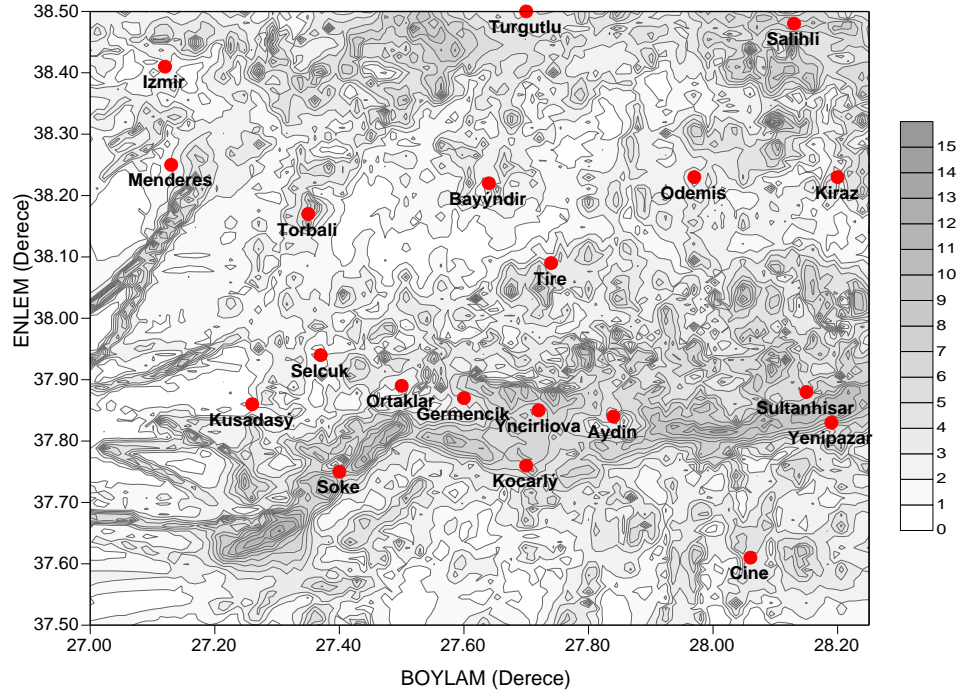 38.50
38.40
38.30
38.20
38.10
38.00
37.90
37.80
37.70
37.60
37.50
ENLEM (Derece)
27.00
27.20
27.40
27.60
27.80
28.00
28.20
BOYLAM (Derece)
Turgutlu
Salihli
Izmir
Menderes
Torbali
Bayýndir
Odemis
Kiraz
Tire
Selcuk
Ortaklar
Kusadasý
Germencik
Yncirliova
Aydin
Sultanhisar
Yenipazar
Soke
Kocarlý
Cine
15
14
13
12
11
10
9
8
7
6
5
4
3
2
1
0